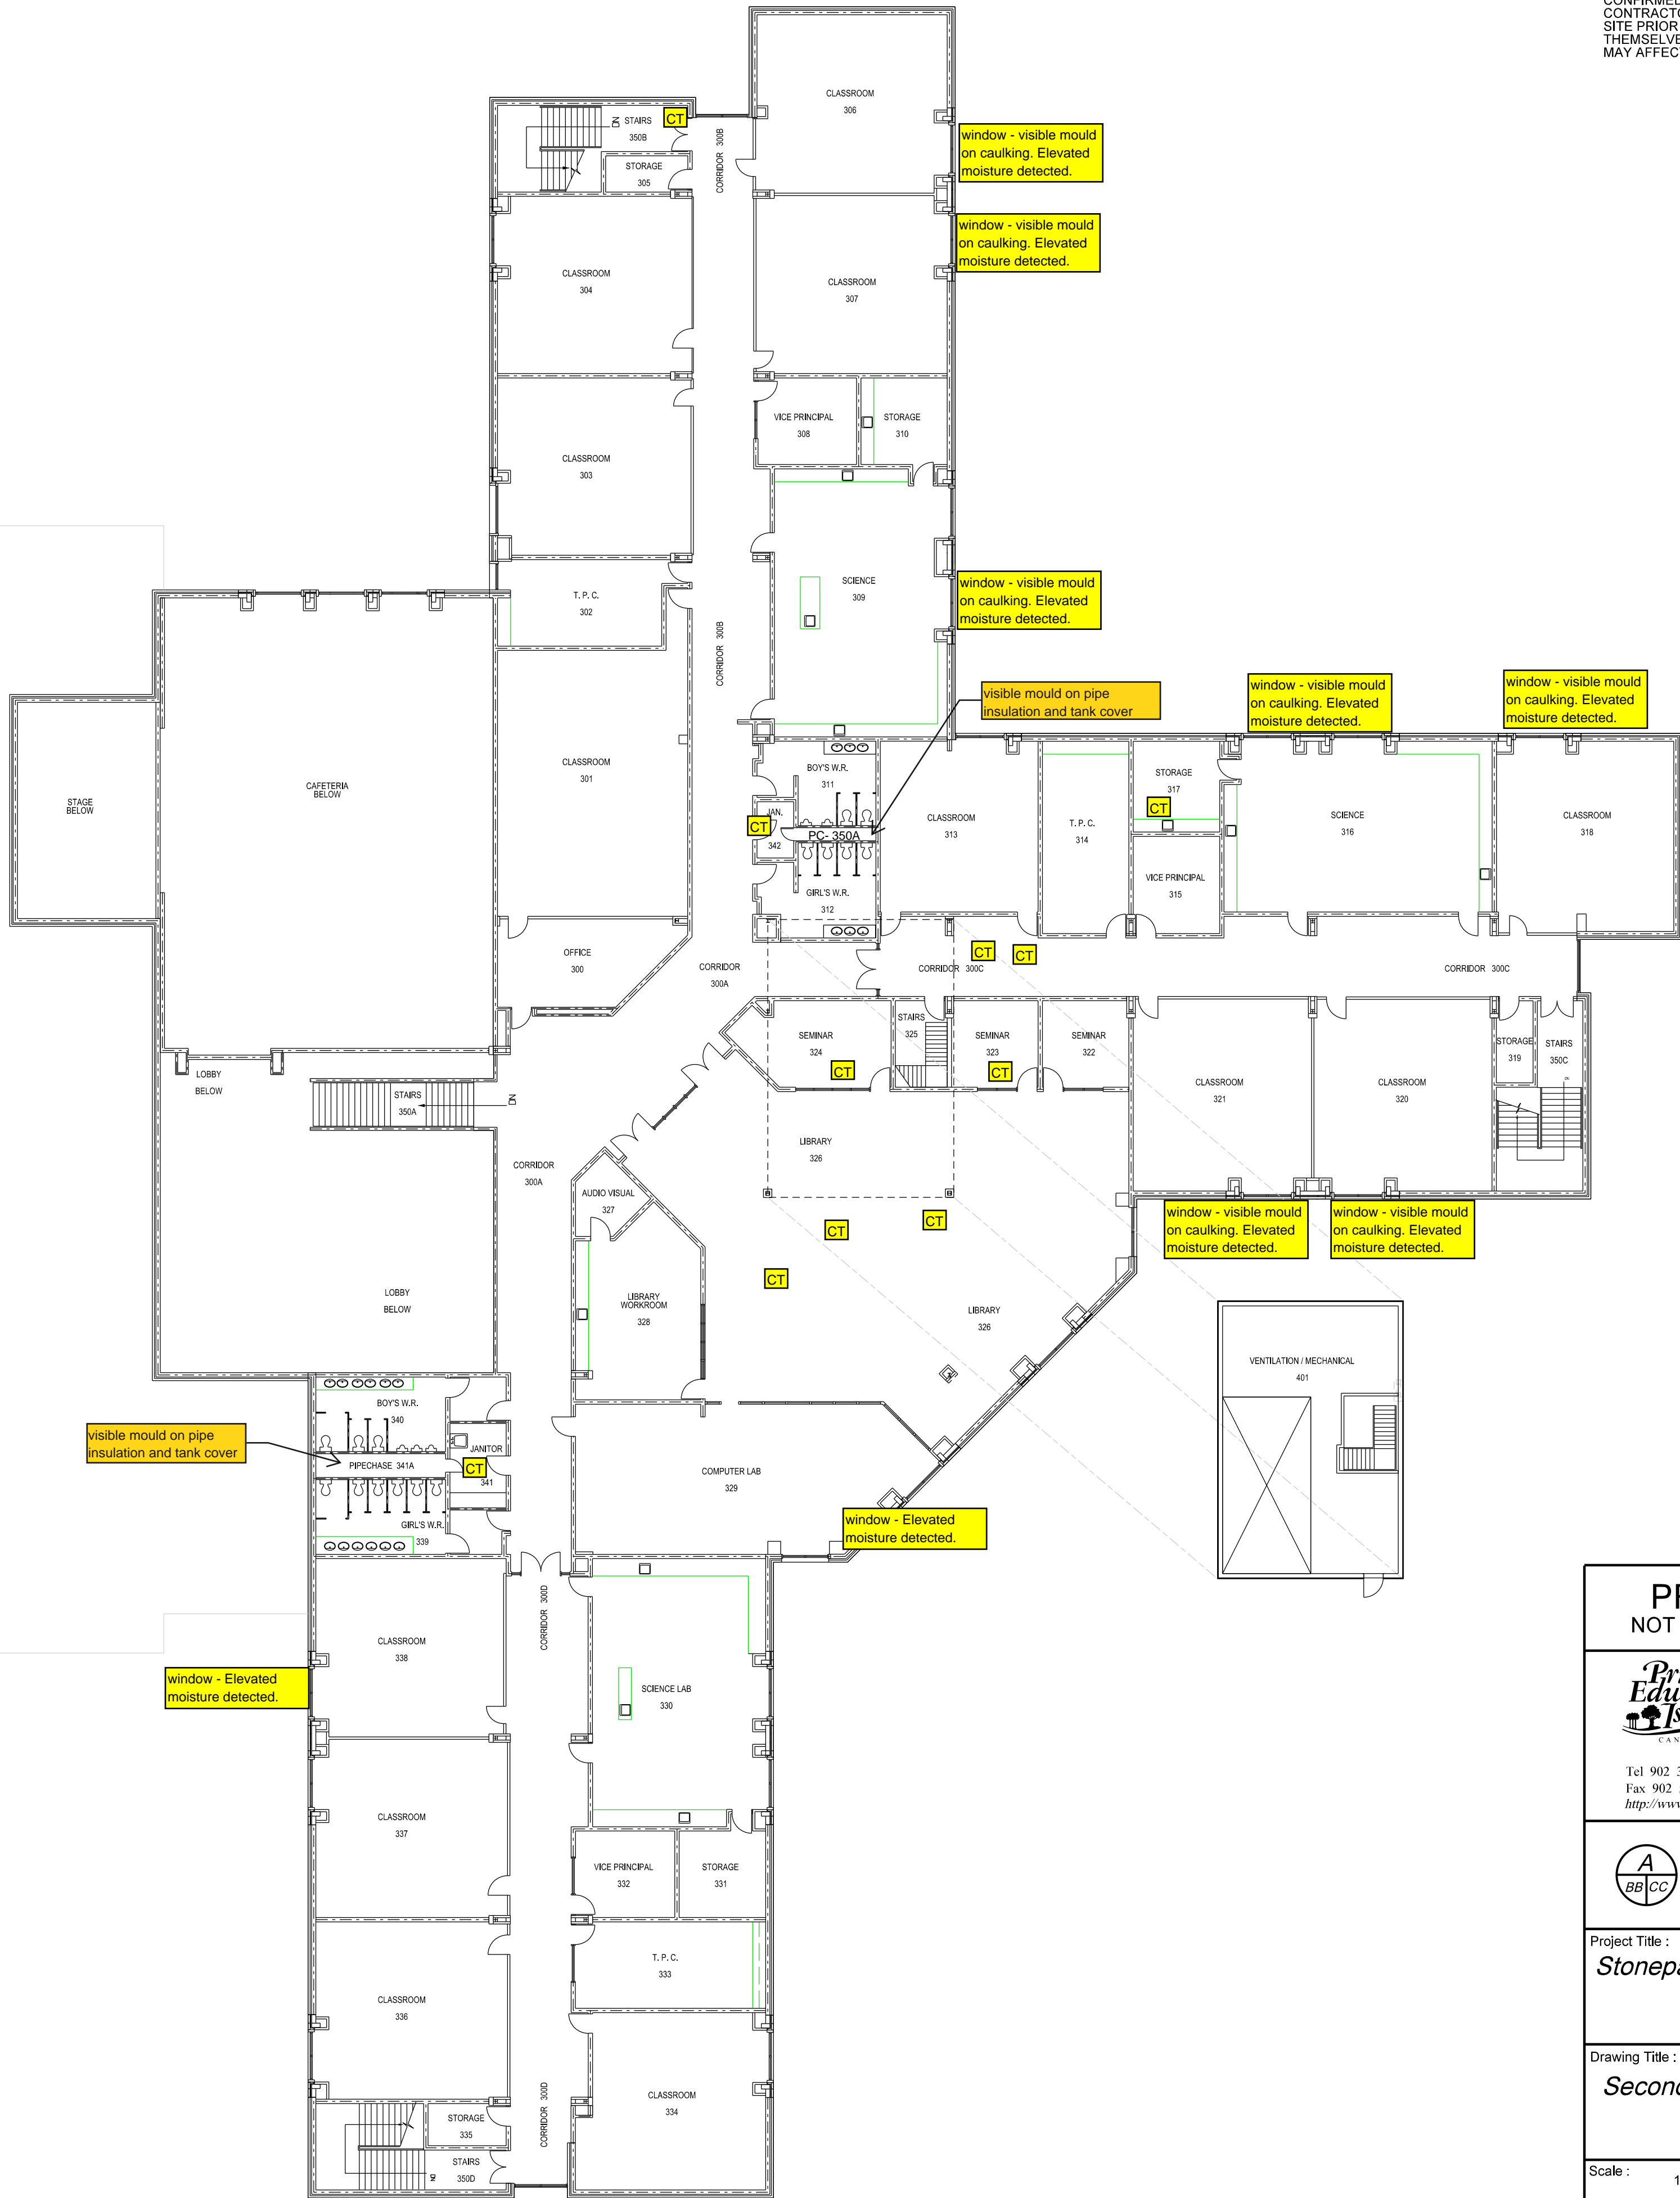 CONFIRMED
CONTRACTO
SITE PRIOR
THEMSELVE
MAY AFFEC
CLASSROOM
306
CT
STAIRS
350B
DN
STORAGE
305
CORRIDOR 300B
window - visible mould
on caulking. Elevated
moisture detected.
window - visible mould
on caulking. Elevated
moisture detected.
CLASSROOM
304
CLASSROOM
307
VICE PRINCIPAL
308
STORAGE
310
CLASSROOM
303
SCIENCE
309
window - visible mould
on caulking. Elevated
moisture detected.
T. P. C.
302
CORRIDOR 300B
visible mould on pipe
insulation and tank cover
window - visible mould
on caulking. Elevated
moisture detected.
window - visible mould
on caulking. Elevated
moisture detected.
STAGE
BELOW
CAFETERIA
BELOW
CLASSROOM
301
BOY'S W.R.
311
JAN.
CT
342
PC- 350A
GIRL'S W.R.
312
CLASSROOM
313
T. P. C.
314
STORAGE
317
CT
VICE PRINCIPAL
315
SCIENCE
316
CLASSROOM
318
OFFICE
300
CORRIDOR
300A
CT
CT
CORRIDOR 300C
CORRIDOR 300C
LOBBY
BELOW
STAIRS
350A
DN
SEMINAR
324
CT
STAIRS
325
SEMINAR
323
CT
SEMINAR
322
CLASSROOM
321
CLASSROOM
320
STORAGE
319
STAIRS
350C
LIBRARY
326
CORRIDOR
300A
AUDIO VISUAL
327
CT
CT
CT
window - visible mould
on caulking. Elevated
moisture detected.
window - visible mould
on caulking. Elevated
moisture detected.
LOBBY
BELOW
LIBRARY
WORKROOM
328
LIBRARY
326
VENTILATION / MECHANICAL
401
BOY'S W.R.
340
visible mould on pipe
insulation and tank cover
PIPECHASE 341A
JANITOR
CT
341
GIRL'S W.R.
339
COMPUTER LAB
329
window - Elevated
moisture detected.
CLASSROOM
338
CORRIDOR 300D
SCIENCE LAB
330
window - Elevated
moisture detected.
CLASSROOM
337
VICE PRINCIPAL
332
STORAGE
331
T. P. C.
333
CLASSROOM
336
CLASSROOM
334
CORRIDOR 300D
STORAGE
335
STAIRS
350D
DN
NOT
CAN
Tel 902 3
Fax 902
http://www
A
BB CC
Project Title :
Stonepa
Drawing Title :
Second
Scale :
1